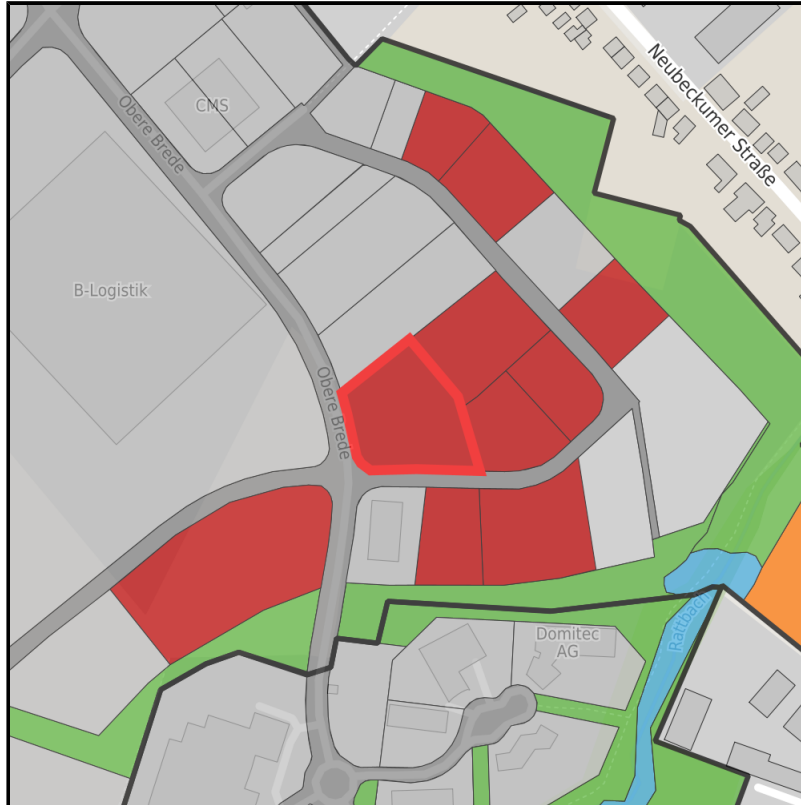 Neubeckumer Straße
Obere Brede
CMS
B-Logistik
Obere Brede
Domitec
AG
Rattbach